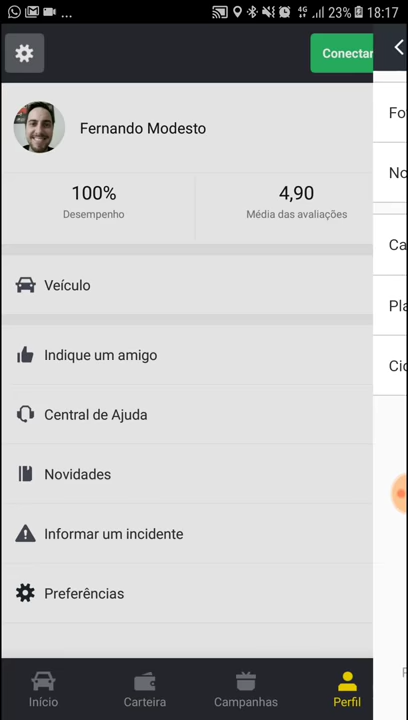 ... 4G 23% 18:17
Conectar
Fernando Modesto
100%
Desempenho
4,90
Média das avaliações
Veículo
Indique um amigo
Central de Ajuda
Novidades
Informar um incidente
Preferências
Fo
No
Ca
Pla
Cid
Início
Carteira
Campanhas
Perfil